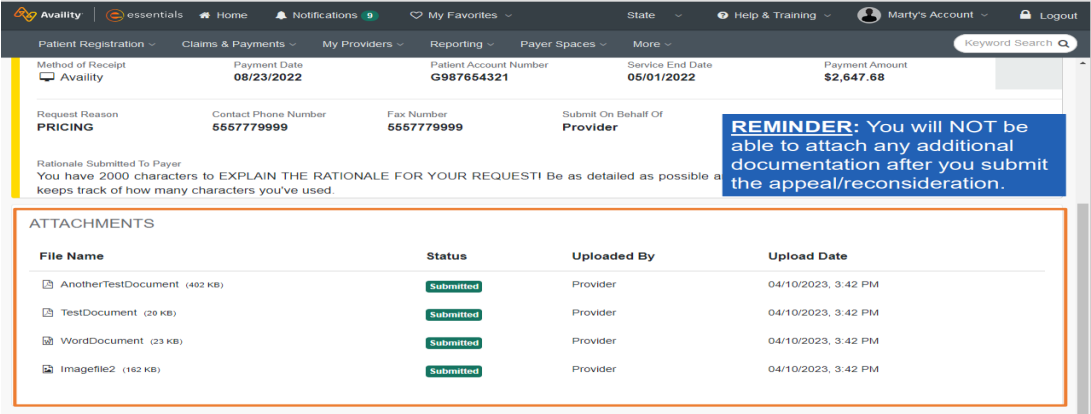 Availity essentials Home Notifications 9 My Favorites State Help & Training Marty's Account Logout
Patient Registration Claims & Payments My Providers Reporting Payer Spaces More Keyword Search
Method of Receipt Payment Date Patient Account Number Service End Date Payment Amount
Availity 08/23/2022 G987654321 05/01/2022 $2,647.68
Request Reason Contact Phone Number Fax Number Submit On Behalf Of
PRICING 5557779999 5557779999 Provider
REMINDER: You will NOT be
able to attach any additional
documentation after you submit
the appeal/reconsideration.
Rationale Submitted To Payer
You have 2000 characters to EXPLAIN THE RATIONALE FOR YOUR REQUEST! Be as detailed as possible
keeps track of how many characters you've used.
ATTACHMENTS
File Name Status Uploaded By Upload Date
AnotherTestDocument (402 KB) Submitted Provider 04/10/2023, 3:42 PM
TestDocument (20 KB) Submitted Provider 04/10/2023, 3:42 PM
WordDocument (23 KB) Submitted Provider 04/10/2023, 3:42 PM
Imagefile2 (162 KB) Submitted Provider 04/10/2023, 3:42 PM